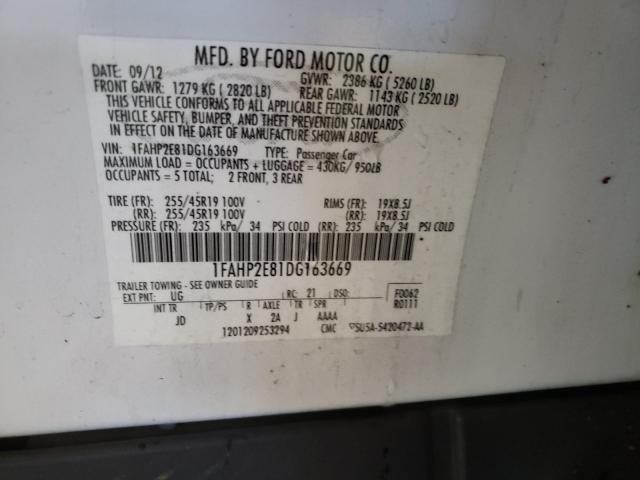 MFD. BY FORD MOTOR CO.
DATE: 09/12 GVWR: 2386 KG ( 5260 LB)
FRONT GAWR: 1279 KG ( 2820 LB) REAR GAWR: 1143 KG ( 2520 LB)
THIS VEHICLE CONFORMS TO ALL APPLICABLE FEDERAL MOTOR
VEHICLE SAFETY, BUMPER, AND THEFT PREVENTION STANDARDS
IN EFFECT ON THE DATE OF MANUFACTURE SHOWN ABOVE.
VIN: 1FAHP2E81DG163669 TYPE: Passenger Car
MAXIMUM LOAD = OCCUPANTS + LUGGAGE = 430KG/ 950LB
OCCUPANTS = 5 TOTAL; 2 FRONT, 3 REAR
TIRE (FR): 255/45R19 100V RIMS (FR): 19X8.5J
(RR): 255/45R19 100V (RR): 19X8.5J
PRESSURE (FR): 235 kPa/ 34 PSI COLD (RR): 235 kPa/ 34 PSI COLD
1FAHP2E81DG163669
TRAILER TOWING - SEE OWNER GUIDE
EXT PNT: UG RC: 21 DSO: F0062
INT TR TP/PS R AXLE TR SPR R0111
JD X 2A J AAAA
1201209253294 CMC 5U5A-5420472-AA